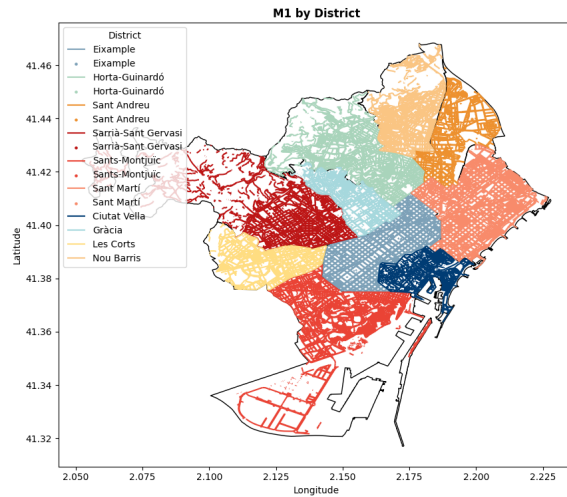 M1 by District
District
Eixample
Eixample
Horta-Guinardó
Horta-Guinardó
Sant Andreu
Sant Andreu
Sarrià-Sant Gervasi
Sarrià-Sant Gervasi
Sants-Montjuic
Sants-Montjuic
Sant Martí
Sant Martí
Ciutat Vella
Gràcia
Les Corts
Nou Barris
41.46
41.44
41.42
41.40
41.38
41.36
41.34
41.32
Latitude
2.050
2.075
2.100
2.125
2.150
2.175
2.200
2.225
Longitude